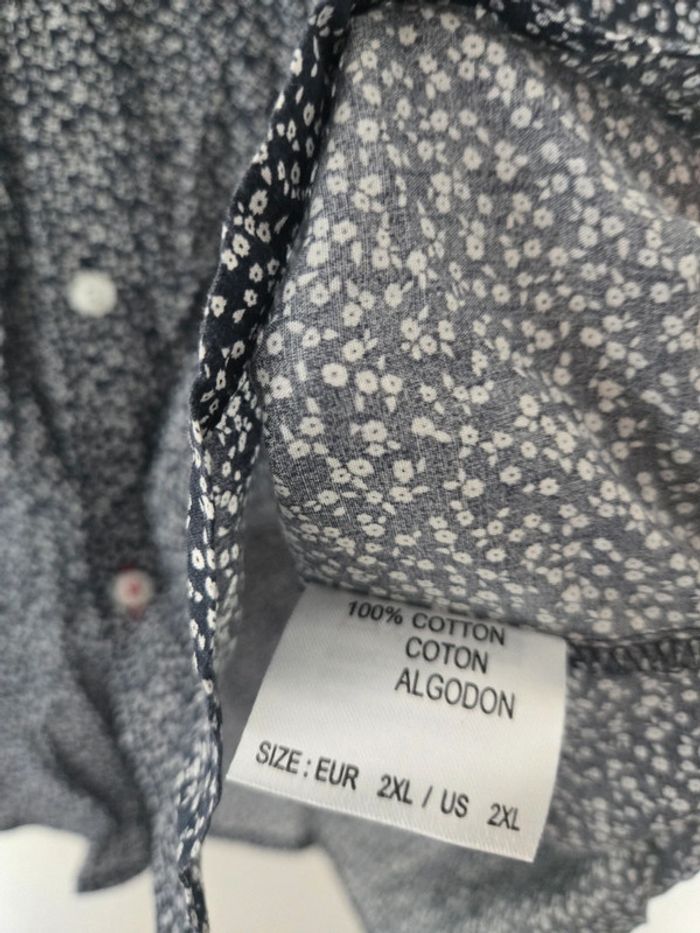 100% COTTON
COTON
ALGODON
SIZE : EUR 2XL / US 2XL